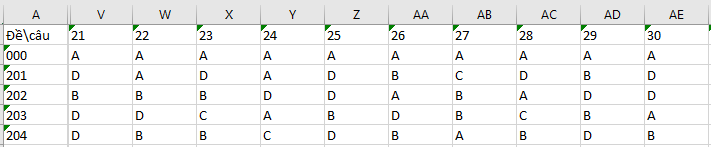 A V W X Y Z AA AB AC AD AE
Đề\câu 21 22 23 24 25 26 27 28 29 30
000 A A A A A A A A A A
201 D A D A D B C D B D
202 B B B D D A B A D D
203 D D C A B D B C B A
204 D B B C D B A B D B